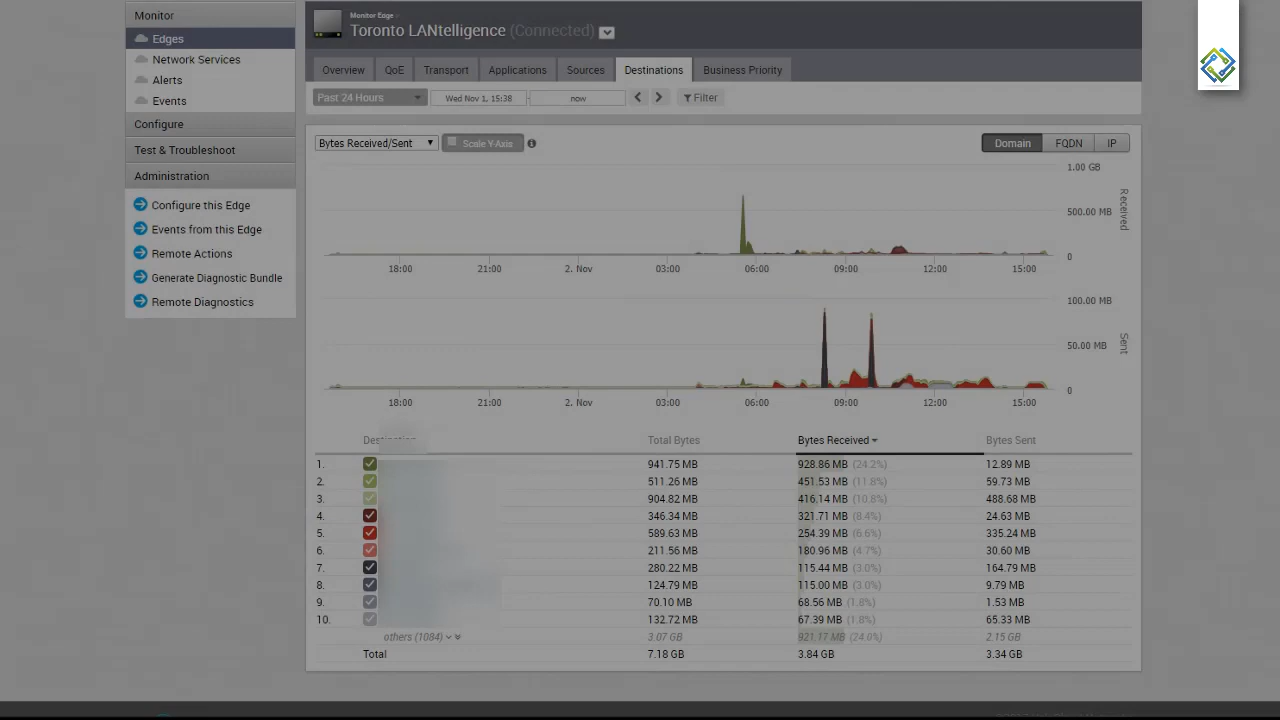 Monitor
Edges
Network Services
Alerts
Events
Configure
Test & Troubleshoot
Administration
Configure this Edge
Events from this Edge
Remote Actions
Generate Diagnostic Bundle
Remote Diagnostics
Monitor Edge
Toronto LANtelligence (Connected)
Overview QoE Transport Applications Sources Destinations Business Priority
Past 24 Hours Wed Nov 1, 15:38 - now Filter
Bytes Received/Sent Scale Y-Axis Domain FQDN IP
1.00 GB
500.00 MB
0
Received
18:00 21:00 2. Nov 03:00 06:00 09:00 12:00 15:00
100.00 MB
50.00 MB
0
Sent
18:00 21:00 2. Nov 03:00 06:00 09:00 12:00 15:00
Destination Total Bytes Bytes Received Bytes Sent
1. 941.75 MB 928.86 MB (24.2%) 12.89 MB
2. 511.26 MB 451.53 MB (11.8%) 59.73 MB
3. 904.82 MB 416.14 MB (10.8%) 488.68 MB
4. 346.34 MB 321.71 MB (8.4%) 24.63 MB
5. 589.63 MB 254.39 MB (6.6%) 335.24 MB
6. 211.56 MB 180.96 MB (4.7%) 30.60 MB
7. 280.22 MB 115.44 MB (3.0%) 164.79 MB
8. 124.79 MB 115.00 MB (3.0%) 9.79 MB
9. 70.10 MB 68.56 MB (1.8%) 1.53 MB
10. 132.72 MB 67.39 MB (1.8%) 65.33 MB
others (1084) 3.07 GB 921.17 MB (24.0%) 2.15 GB
Total 7.18 GB 3.84 GB 3.34 GB